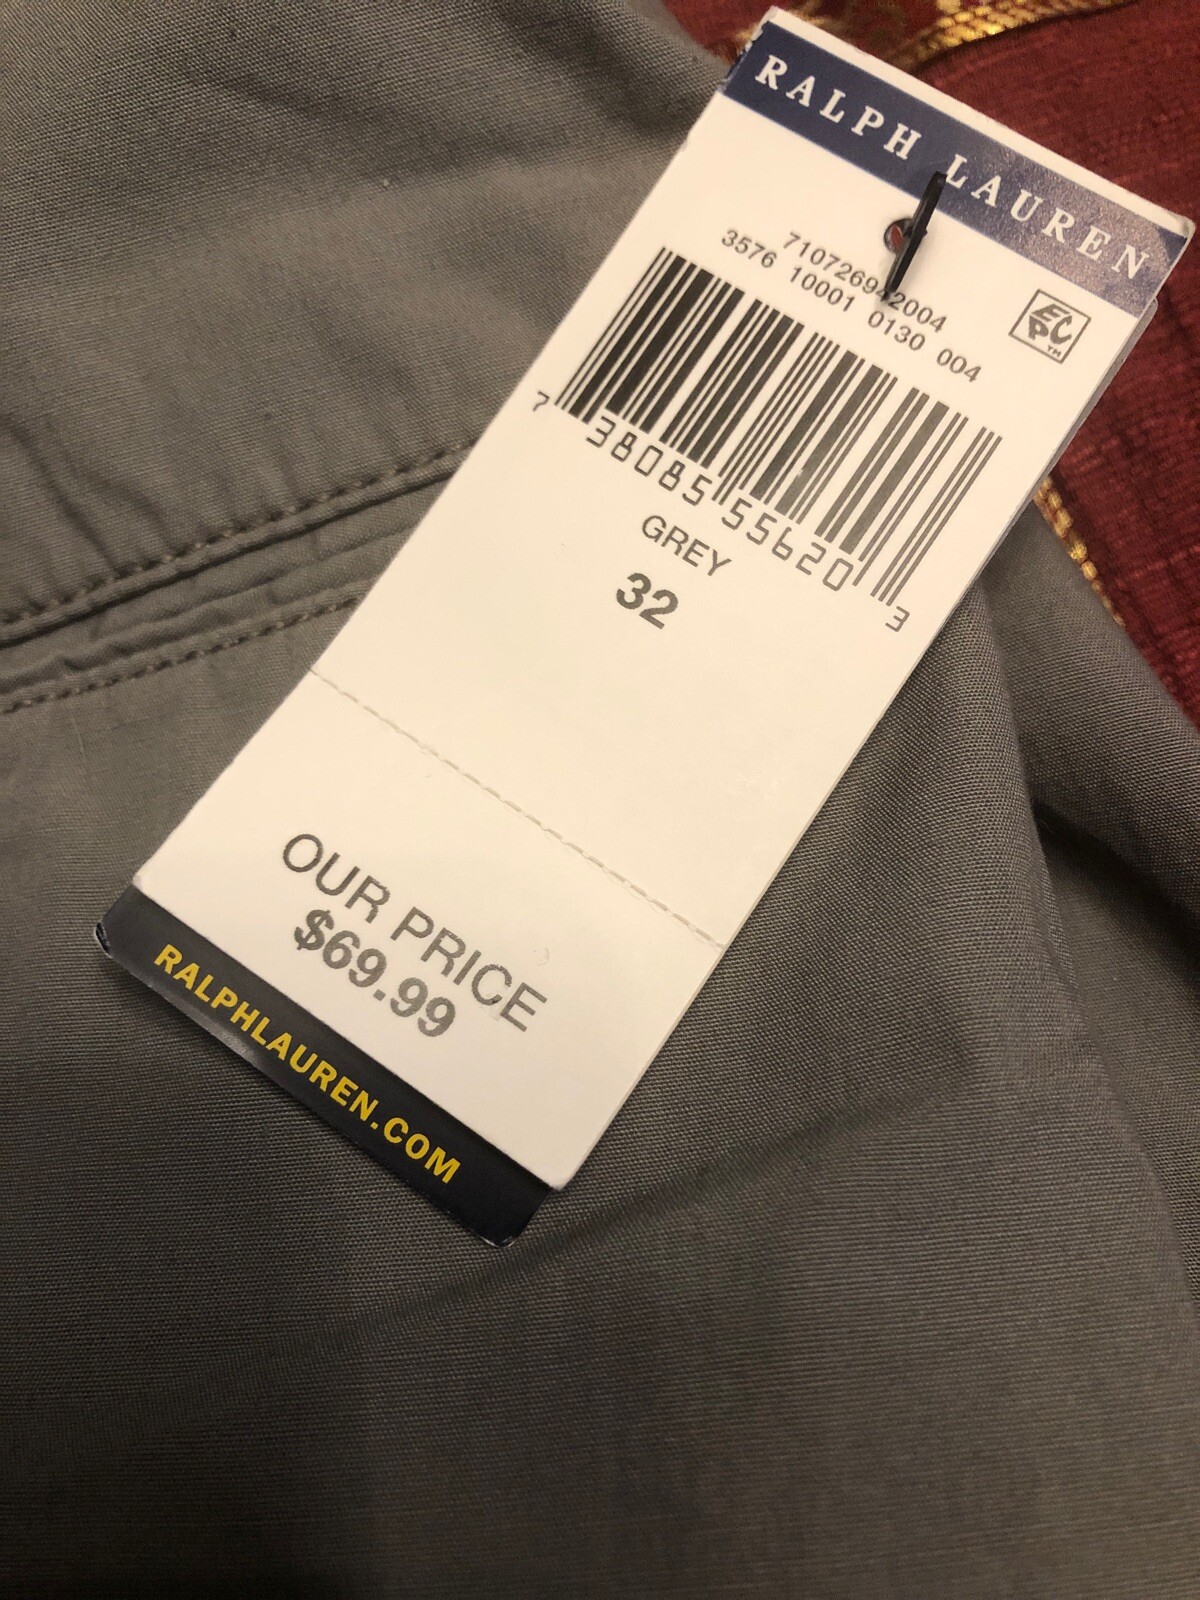 RALPH LAUREN
710726942004
3576 10001 0130 004
EPC™
7 38085 55620 3
GREY
32
OUR PRICE
$69.99
RALPHLAUREN.COM